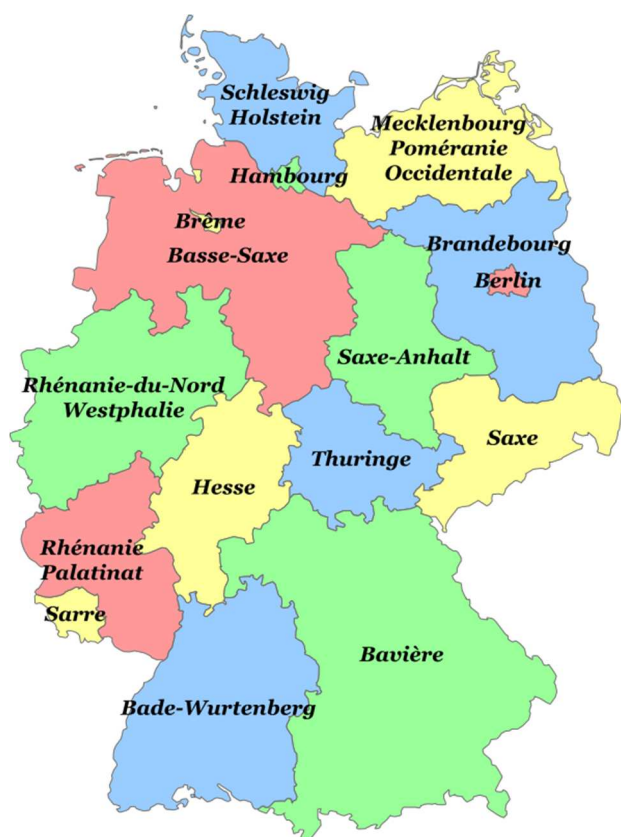 Schleswig
Holstein
Mecklenbourg
Poméranie
Occidentale
Hambourg
Brême
Basse-Saxe
Brandebourg
Berlin
Saxe-Anhalt
Rhénanie-du-Nord
Westphalie
Saxe
Thuringe
Hesse
Rhénanie
Palatinat
Sarre
Bavière
Bade-Wurtenberg